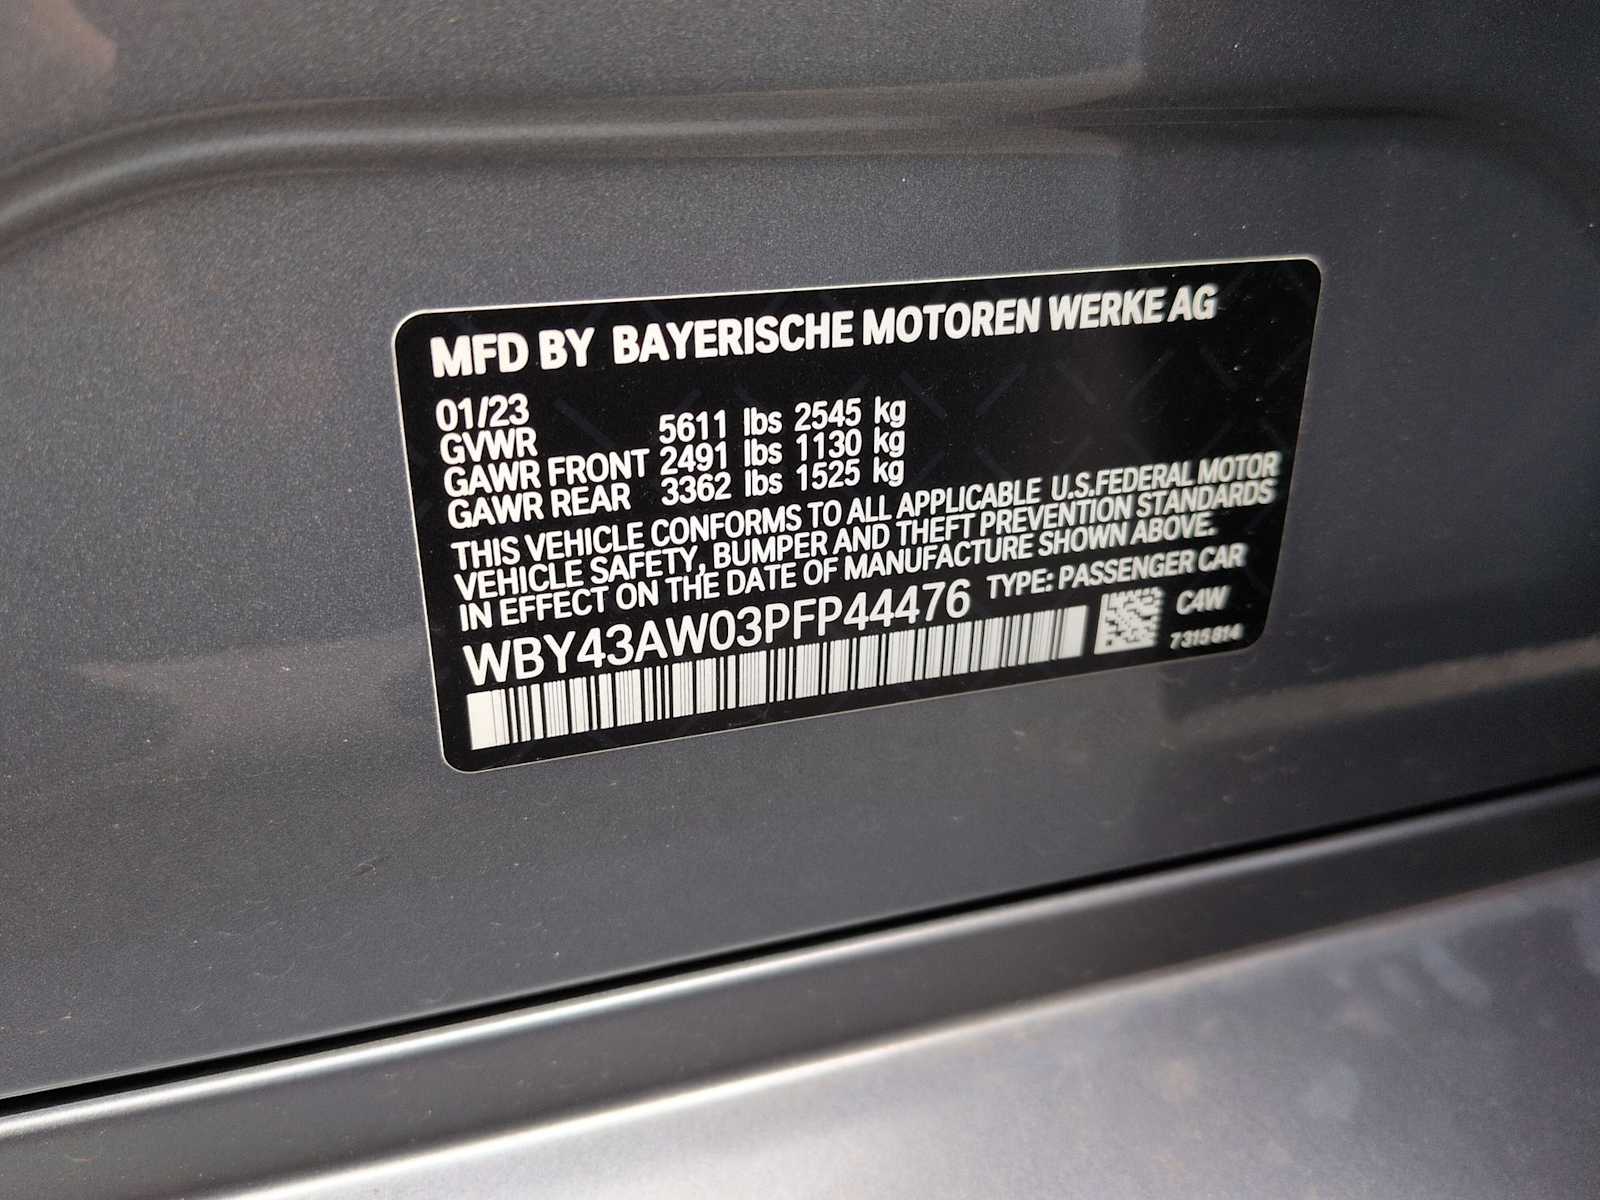 MFD BY BAYERISCHE MOTOREN WERKE AG
01/23
GVWR 5611 lbs 2545 kg
GAWR FRONT 2491 lbs 1130 kg
GAWR REAR 3362 lbs 1525 kg
THIS VEHICLE CONFORMS TO ALL APPLICABLE U.S.FEDERAL MOTOR
VEHICLE SAFETY, BUMPER AND THEFT PREVENTION STANDARDS
IN EFFECT ON THE DATE OF MANUFACTURE SHOWN ABOVE.
WBY43AW03PFP44476 TYPE: PASSENGER CAR
C4W
7315814